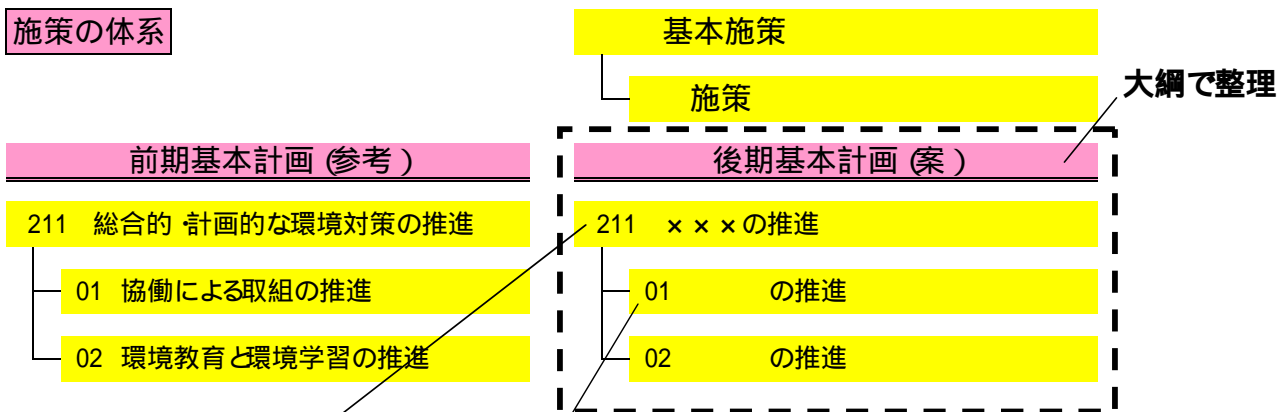 施策の体系
基本施策
施策
大綱で整理
前期基本計画(参考)
後期基本計画(案)
211 総合的・計画的な環境対策の推進
01 協働による取組の推進
02 環境教育と環境学習の推進
211 ×××の推進
01 の推進
02 の推進